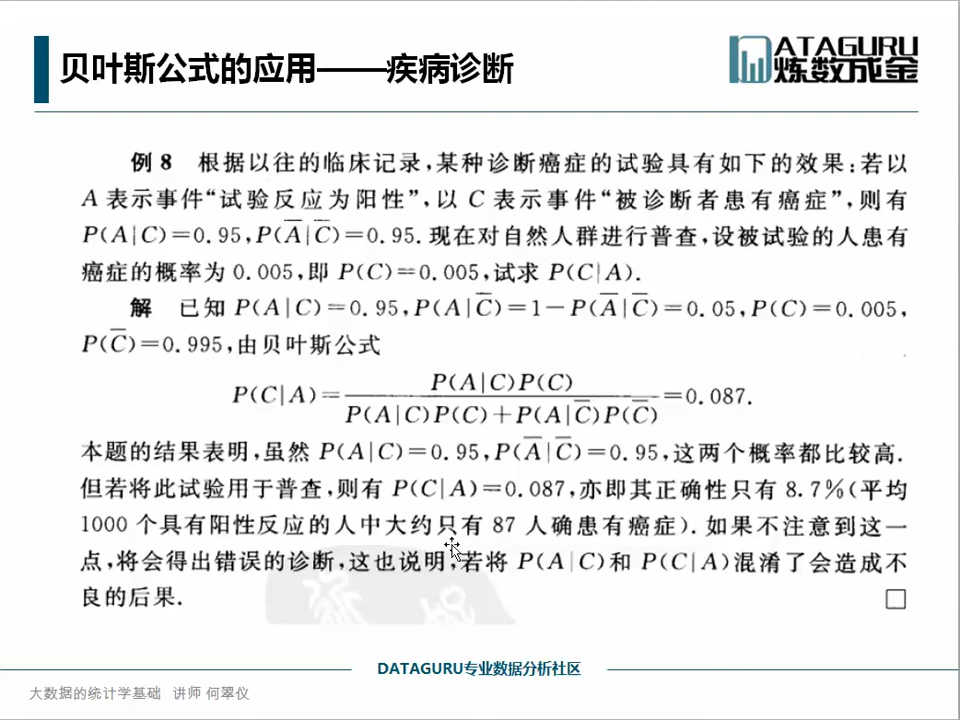 贝叶斯公式的应用——疾病诊断
DATAGURU
炼数成金
例 8 根据以往的临床记录,某种诊断癌症的试验具有如下的效果:若以
A 表示事件“试验反应为阳性”,以 C 表示事件“被诊断者患有癌症”,则有
P(A|C)=0.95,P(A̅|C̅)=0.95. 现在对自然人群进行普查,设被试验的人患有
癌症的概率为 0.005,即 P(C)=0.005,试求 P(C|A).
解 已知 P(A|C)=0.95,P(A|C̅)=1-P(A̅|C̅)=0.05,P(C)=0.005,
P(C̅)=0.995,由贝叶斯公式
P(C|A)= P(A|C)P(C) / P(A|C)P(C)+P(A|C̅)P(C̅) =0.087.
本题的结果表明,虽然 P(A|C)=0.95,P(A̅|C̅)=0.95,这两个概率都比较高.
但若将此试验用于普查,则有 P(C|A)=0.087,亦即其正确性只有 8.7%(平均
1000 个具有阳性反应的人中大约只有 87 人确患有癌症). 如果不注意到这一
点,将会得出错误的诊断,这也说明,若将 P(A|C)和 P(C|A)混淆了会造成不
良的后果. □
DATAGURU专业数据分析社区
大数据的统计学基础 讲师 何翠仪